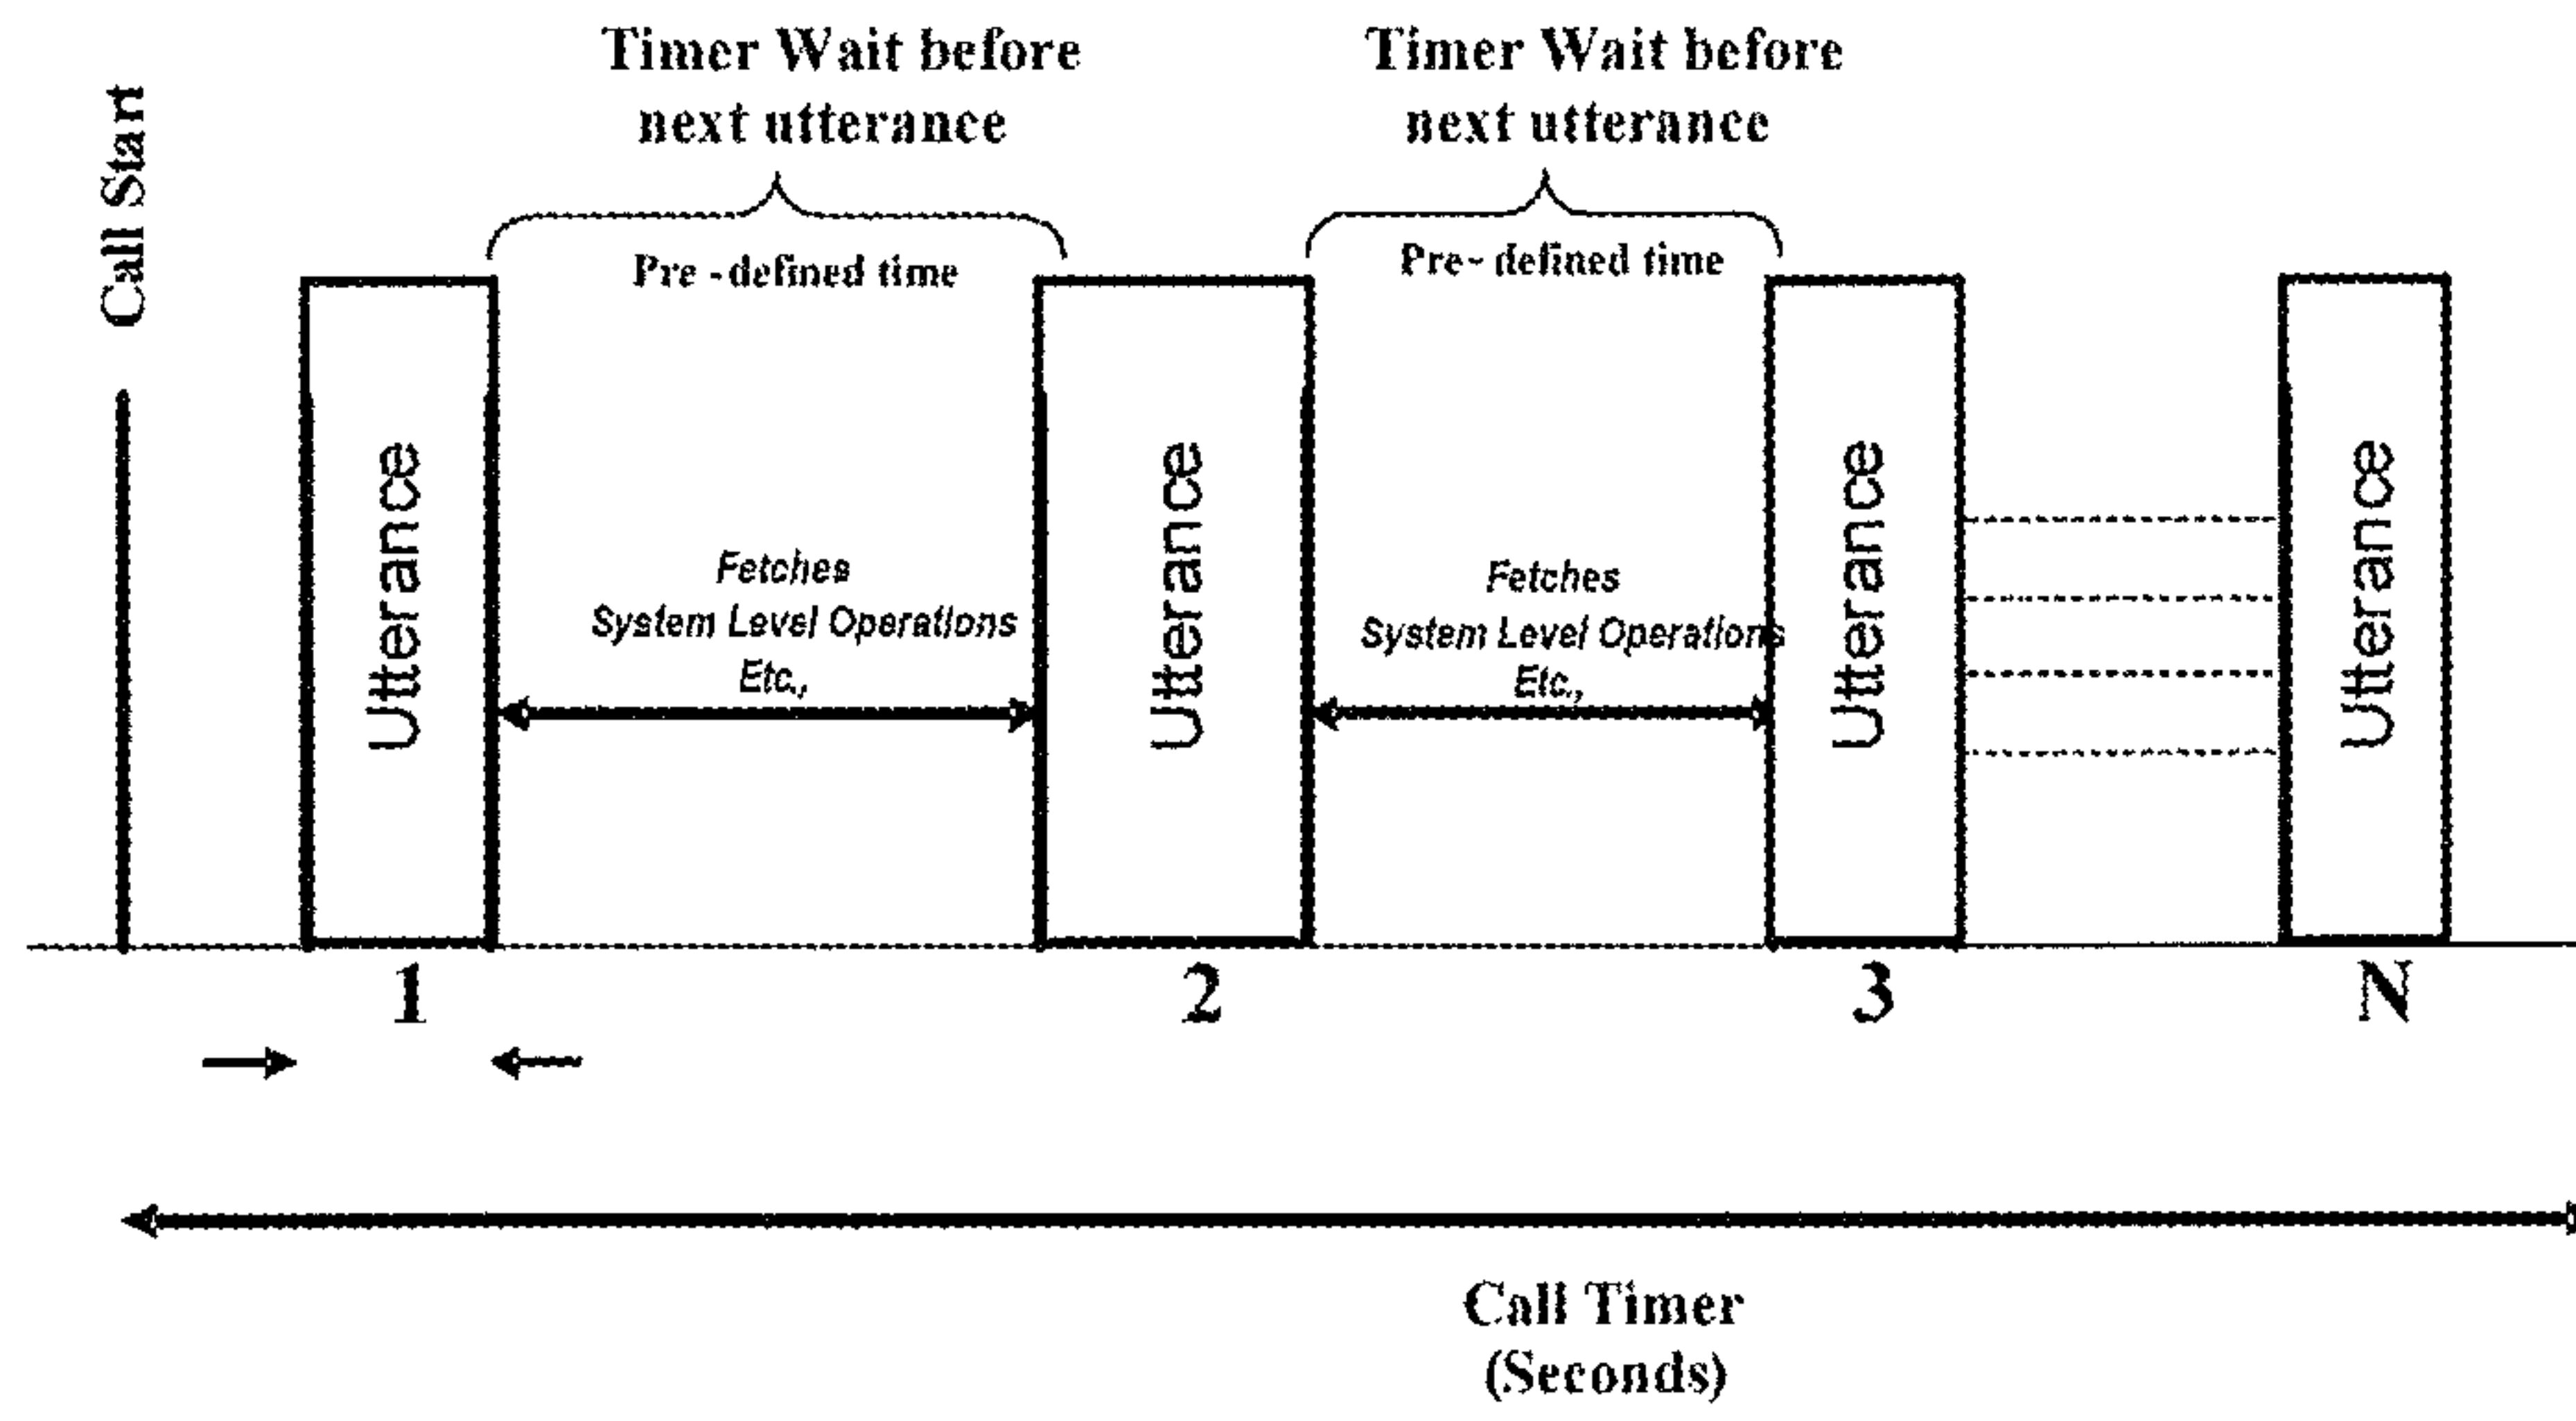 Call Start
Timer Wait before
next utterance
Pre -defined time
Timer Wait before
next utterance
Pre- defined time
Utterance
Fetches
System Level Operations
Etc.,
Utterance
Fetches
System Level Operations
Etc.,
Utterance
Utterance
1
2
3
N
Call Timer
(Seconds)